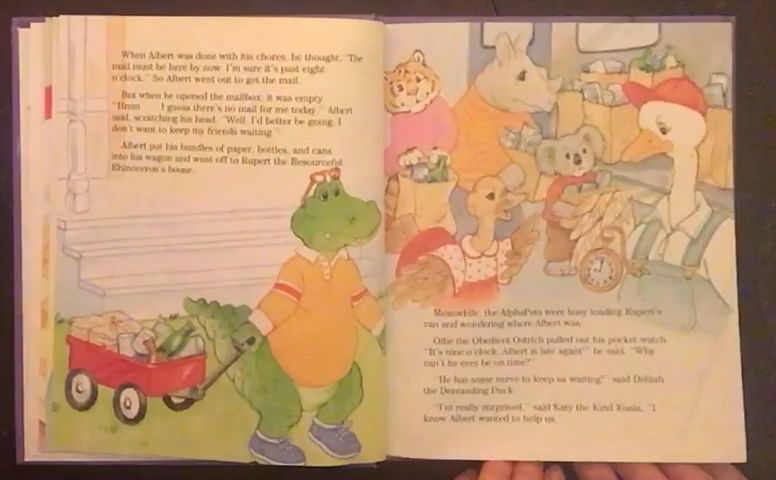 When Albert was done with his chores, he thought, "The
mail must be here by now. I'm sure it's past eight
o'clock." So Albert went out to get the mail.
But when he opened the mailbox, it was empty
"Hmm I guess there's no mail for me today." Albert
said, scratching his head. "Well, I'd better be going. I
don't want to keep my friends waiting."
Albert put his bundles of paper, bottles, and cans
into his wagon and went off to Rupert the Resourceful
Rhinoceros's house.
Meanwhile, the AlphaPets were busy loading Rupert's
van and wondering where Albert was.
Ollie the Obedient Ostrich pulled out his pocket watch.
"It's nine o'clock. Albert is late again!" he said. "Why
can't he ever be on time?"
"He has some nerve to keep us waiting!" said Delilah
the Demanding Duck.
"I'm really surprised," said Katy the Kind Koala. "I
know Albert wanted to help us.